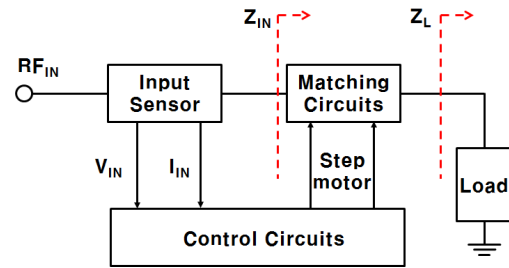 Z_IN
Z_L
RF_IN
Input
Sensor
Matching
Circuits
V_IN
I_IN
Step
motor
Load
Control Circuits